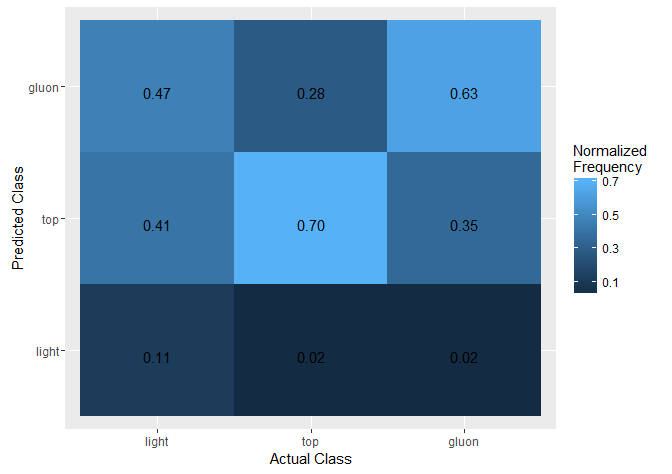 gluon
0.47
0.28
0.63
top
0.41
0.70
0.35
light
0.11
0.02
0.02
light
top
gluon
Actual Class
Predicted Class
Normalized
Frequency
0.7
0.5
0.3
0.1